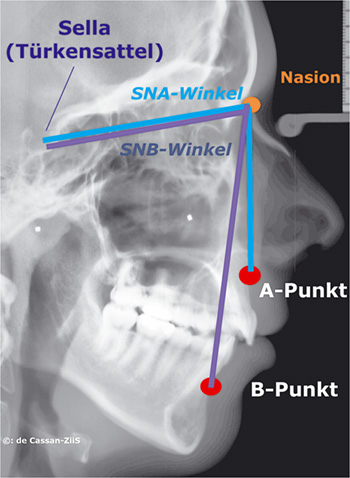 Sella
(Türkensattel)
SNA-Winkel
Nasion
SNB-Winkel
A-Punkt
B-Punkt
©: de Cassan-ZiiS